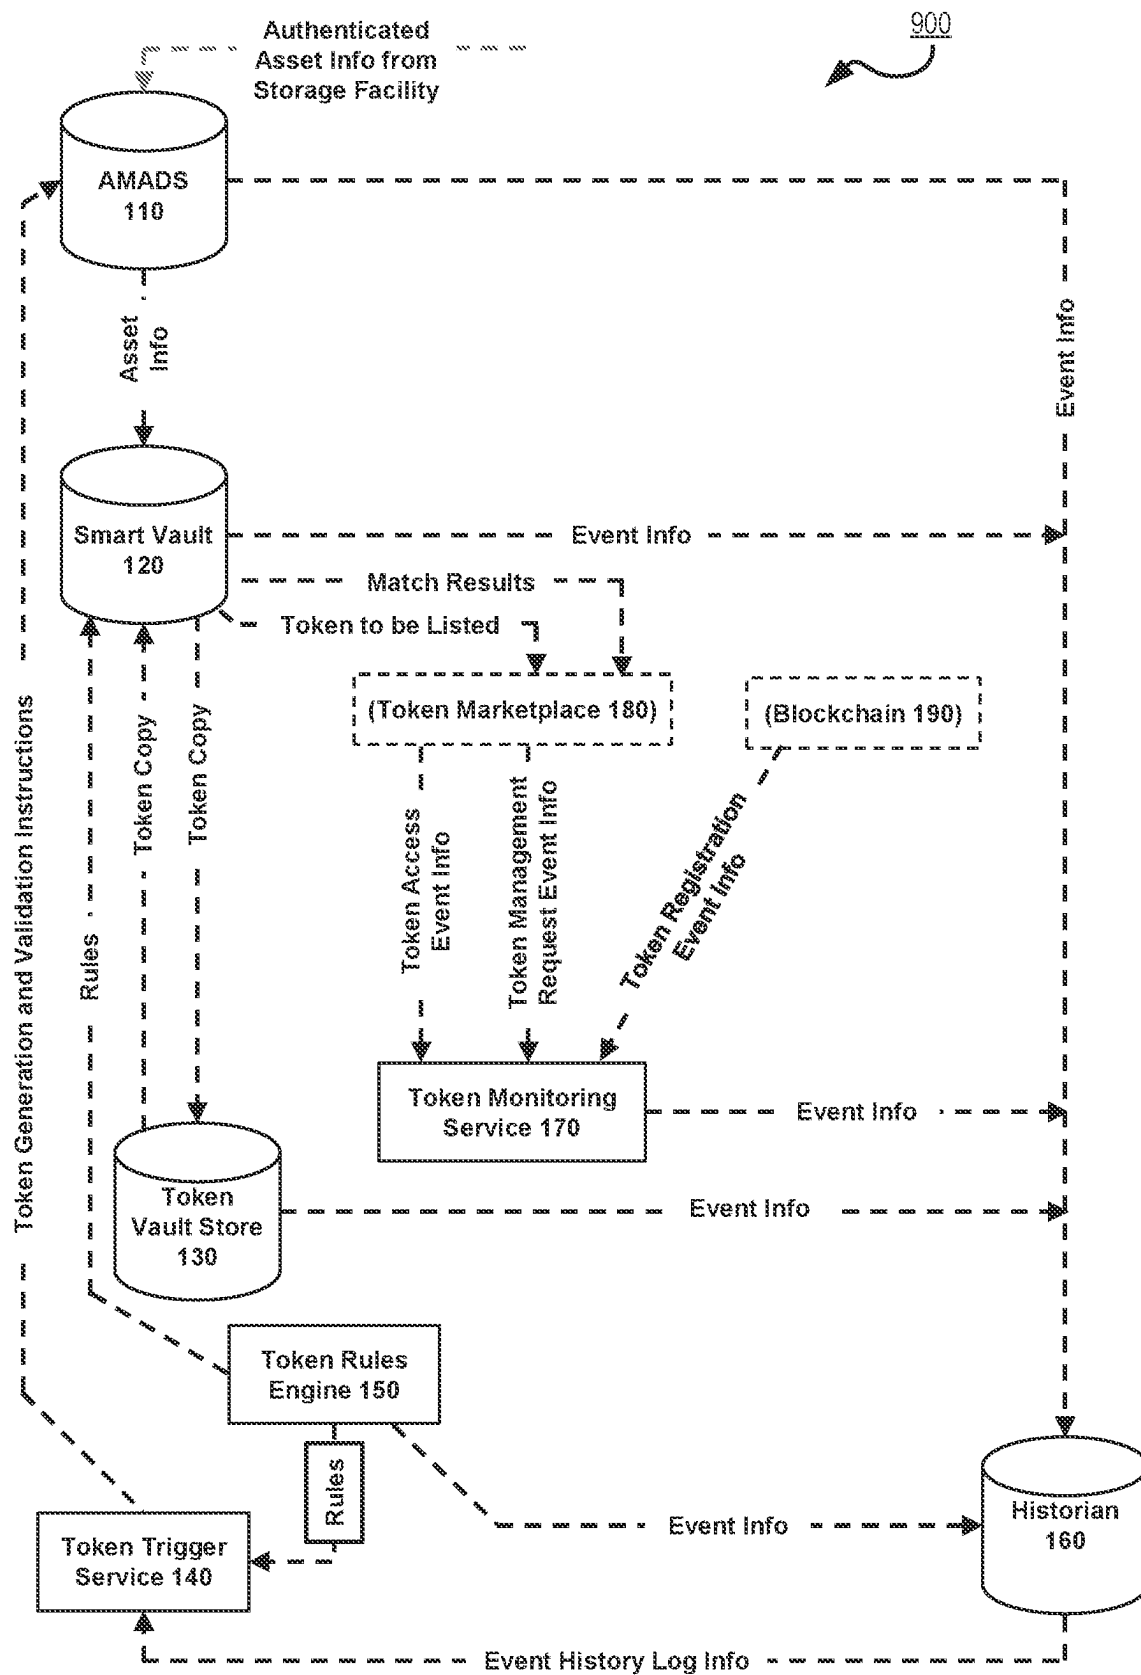 900
Authenticated
Asset Info from
Storage Facility
AMADS
110
Asset
Info
Event Info
Smart Vault
120
Event Info
Match Results
Token to be Listed
(Token Marketplace 180)
(Blockchain 190)
Token Generation and Validation Instructions
Rules
Token Copy
Token Copy
Token Access
Event Info
Token Management
Request Event Info
Token Registration
Event Info
Token Monitoring
Service 170
Event Info
Token
Vault Store
130
Event Info
Token Rules
Engine 150
Rules
Event Info
Historian
160
Token Trigger
Service 140
Event History Log Info